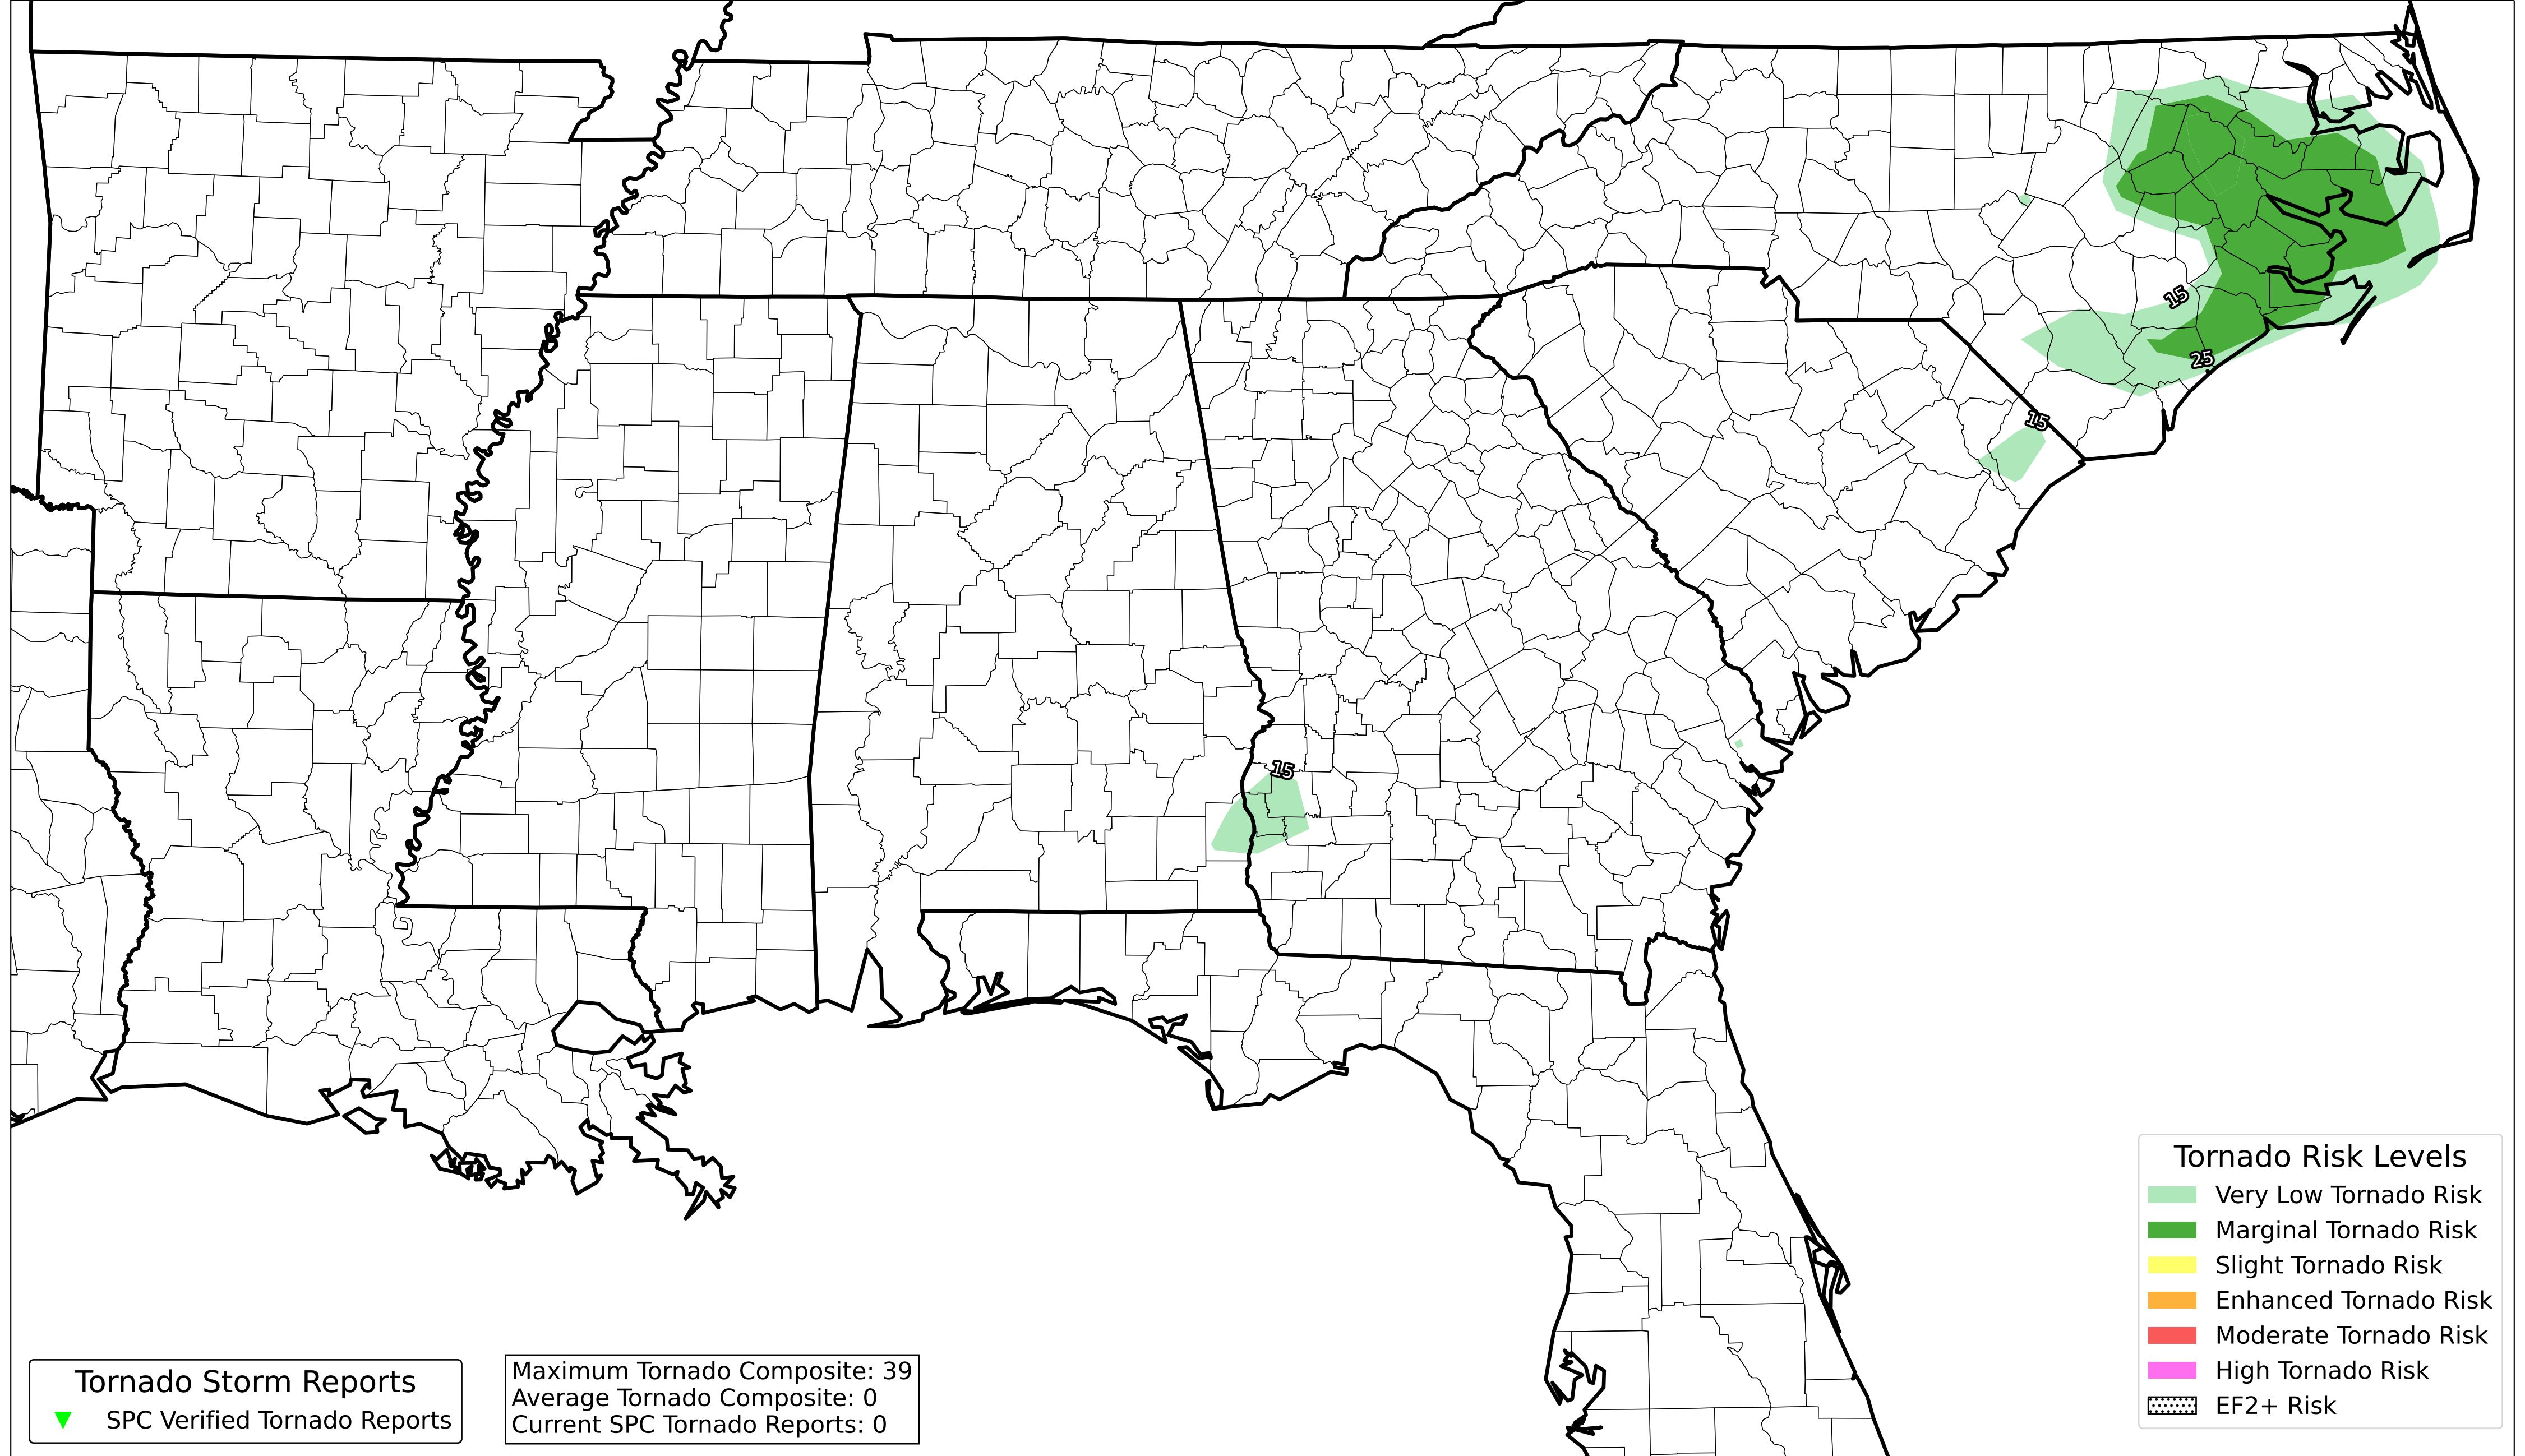 15
25
15
15
Tornado Risk Levels
Very Low Tornado Risk
Marginal Tornado Risk
Slight Tornado Risk
Enhanced Tornado Risk
Moderate Tornado Risk
High Tornado Risk
EF2+ Risk
Tornado Storm Reports
SPC Verified Tornado Reports
Maximum Tornado Composite: 39
Average Tornado Composite: 0
Current SPC Tornado Reports: 0